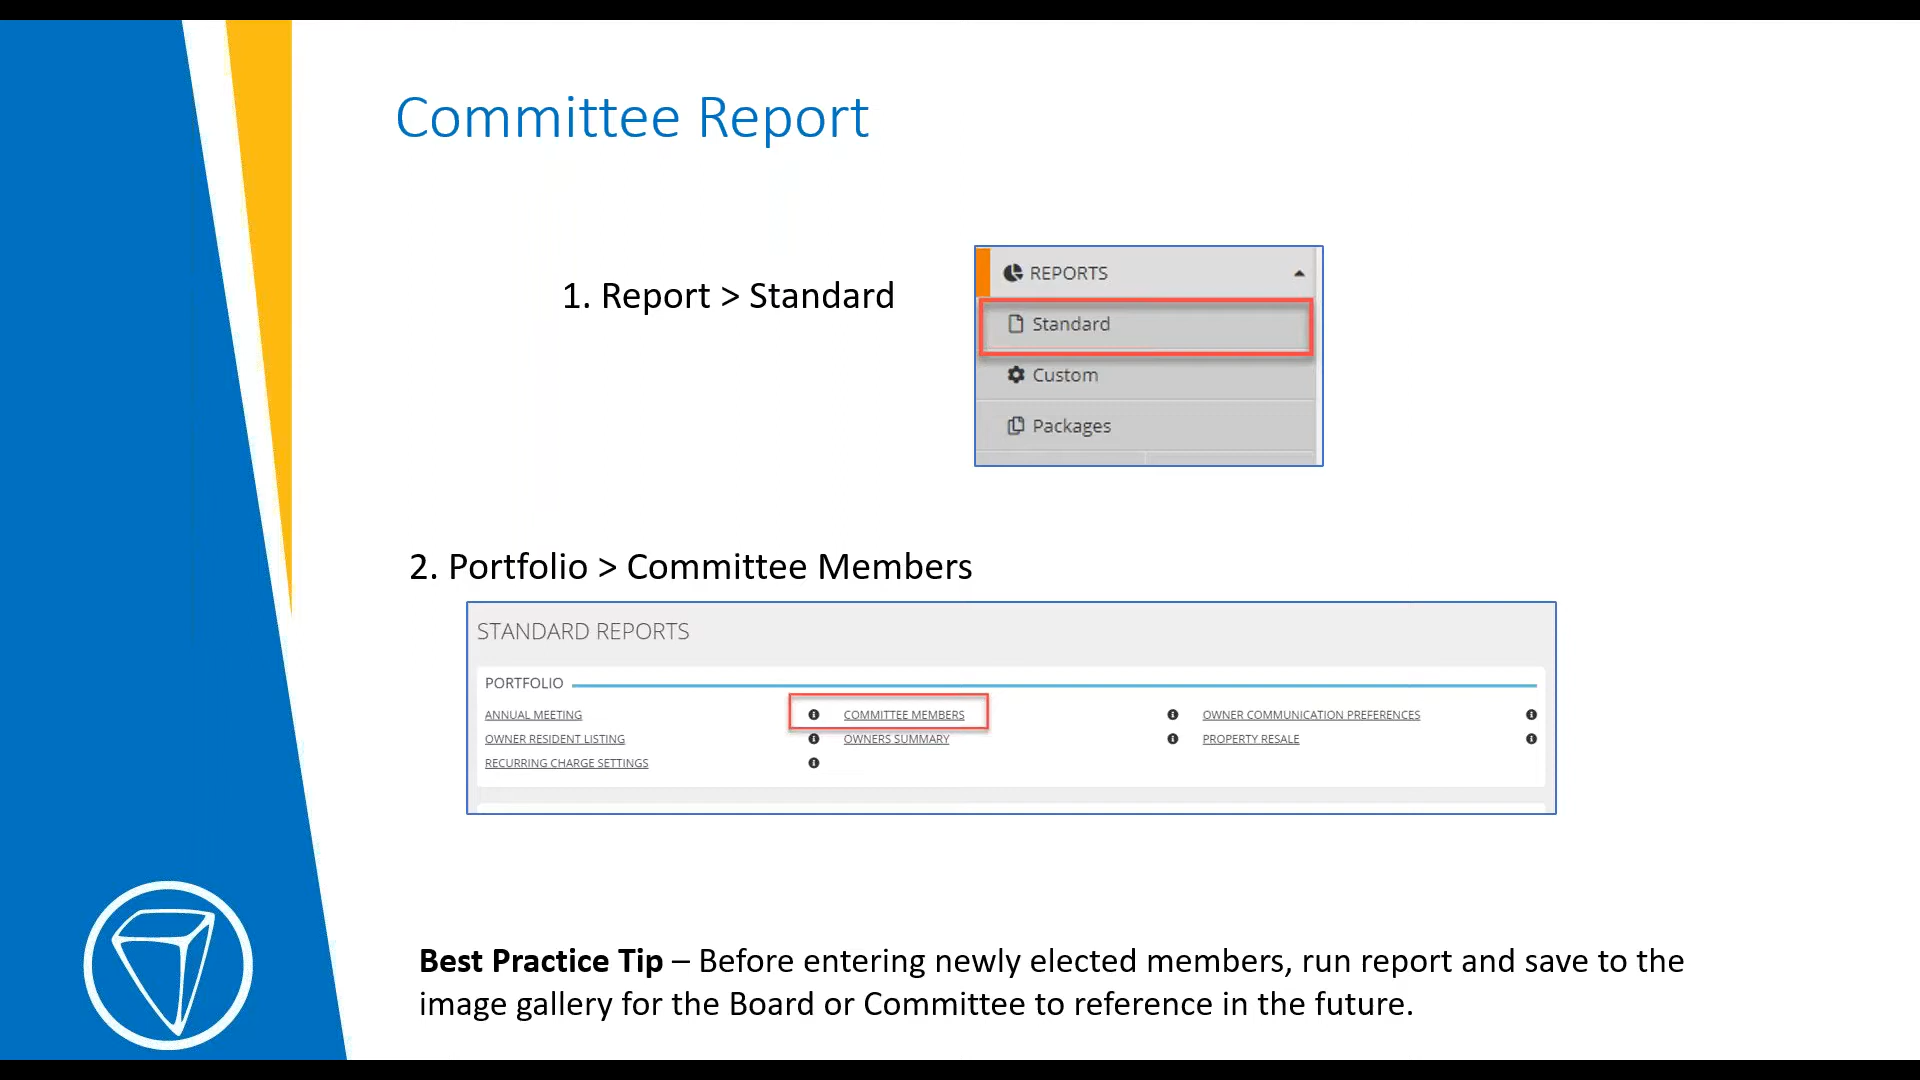 Committee Report
1. Report > Standard
REPORTS
Standard
Custom
Packages
2. Portfolio > Committee Members
STANDARD REPORTS
PORTFOLIO
ANNUAL MEETING COMMITTEE MEMBERS OWNER COMMUNICATION PREFERENCES
OWNER RESIDENT LISTING OWNERS SUMMARY PROPERTY RESALE
RECURRING CHARGE SETTINGS
Best Practice Tip – Before entering newly elected members, run report and save to the
image gallery for the Board or Committee to reference in the future.